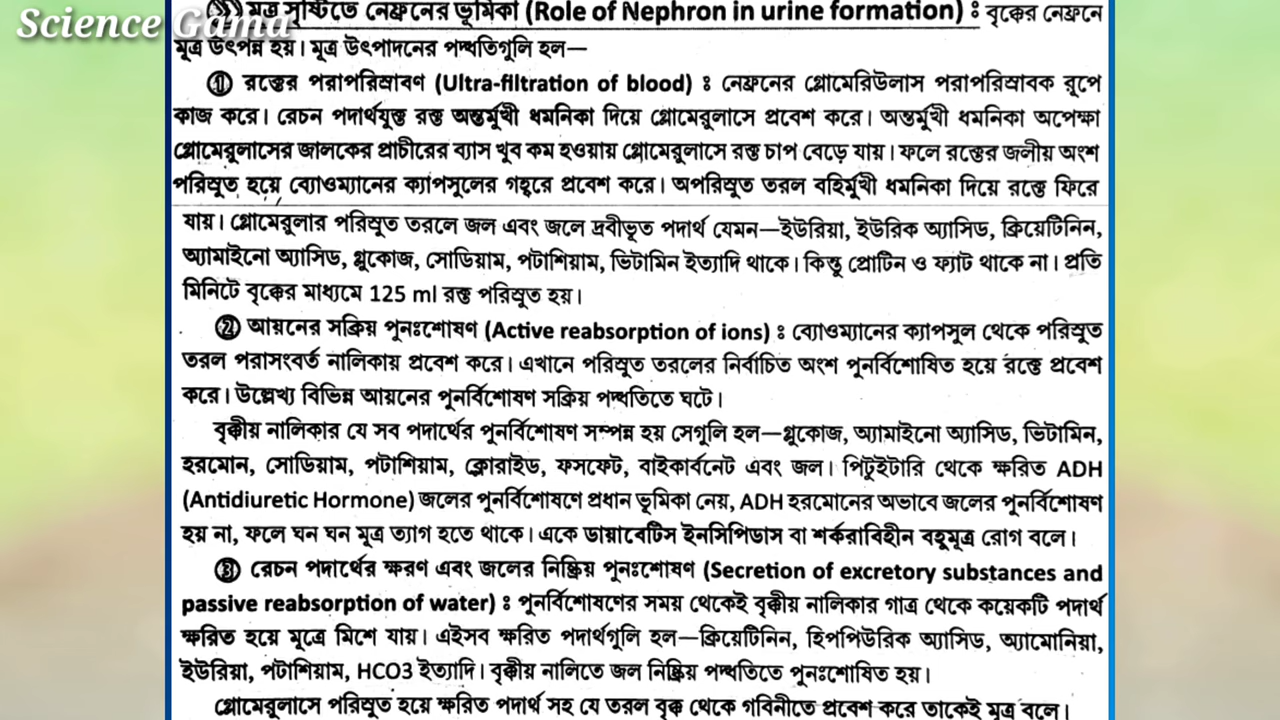 Science Gama
মূত্র সৃষ্টিতে নেফ্রনের ভূমিকা (Role of Nephron in urine formation) ঃ বৃক্কের নেফ্রনে
মূত্র উৎপন্ন হয়। মূত্র উৎপাদনের পদ্ধতিগুলি হল—
① রক্তের পরাপরিস্রাবণ (Ultra-filtration of blood) ঃ নেফ্রনের গ্লোমেরিউলাস পরাপরিস্রাবক রূপে
কাজ করে। রেচন পদার্থযুক্ত রক্ত অন্তর্মুখী ধমনিকা দিয়ে গ্লোমেরুলাসে প্রবেশ করে। অন্তর্মুখী ধমনিকা অপেক্ষা
গ্লোমেরুলাসের জালকের প্রাচীরের ব্যাস খুব কম হওয়ায় গ্লোমেরুলাসে রক্ত চাপ বেড়ে যায়। ফলে রক্তের জলীয় অংশ
পরিস্রুত হয়ে ব্যোওম্যানের ক্যাপসুলের গহ্বরে প্রবেশ করে। অপরিস্রুত তরল বহির্মুখী ধমনিকা দিয়ে রক্তে ফিরে
যায়। গ্লোমেরুলার পরিস্রুত তরলে জল এবং জলে দ্রবীভূত পদার্থ যেমন—ইউরিয়া, ইউরিক অ্যাসিড, ক্রিয়েটিনিন,
অ্যামাইনো অ্যাসিড, গ্লুকোজ, সোডিয়াম, পটাশিয়াম, ভিটামিন ইত্যাদি থাকে। কিন্তু প্রোটিন ও ফ্যাট থাকে না। প্রতি
মিনিটে বৃক্কের মাধ্যমে 125 ml রক্ত পরিস্রুত হয়।
② আয়নের সক্রিয় পুনঃশোষণ (Active reabsorption of ions) ঃ ব্যোওম্যানের ক্যাপসুল থেকে পরিস্রুত
তরল পরাসংবর্ত নালিকায় প্রবেশ করে। এখানে পরিস্রুত তরলের নির্বাচিত অংশ পুনর্বিশোষিত হয়ে রক্তে প্রবেশ
করে। উল্লেখ্য বিভিন্ন আয়নের পুনর্বিশোষণ সক্রিয় পদ্ধতিতে ঘটে।
বৃক্কীয় নালিকার যে সব পদার্থের পুনর্বিশোষণ সম্পন্ন হয় সেগুলি হল—গ্লুকোজ, অ্যামাইনো অ্যাসিড, ভিটামিন,
হরমোন, সোডিয়াম, পটাশিয়াম, ক্লোরাইড, ফসফেট, বাইকার্বনেট এবং জল। পিটুইটারি থেকে ক্ষরিত ADH
(Antidiuretic Hormone) জলের পুনর্বিশোষণে প্রধান ভূমিকা নেয়, ADH হরমোনের অভাবে জলের পুনর্বিশোষণ
হয় না, ফলে ঘন ঘন মূত্র ত্যাগ হতে থাকে। একে ডায়াবেটিস ইনসিপিডাস বা শর্করাবিহীন বহুমূত্র রোগ বলে।
③ রেচন পদার্থের ক্ষরণ এবং জলের নিষ্ক্রিয় পুনঃশোষণ (Secretion of excretory substances and
passive reabsorption of water) ঃ পুনর্বিশোষণের সময় থেকেই বৃক্কীয় নালিকার গাত্র থেকে কয়েকটি পদার্থ
ক্ষরিত হয়ে মূত্রে মিশে যায়। এইসব ক্ষরিত পদার্থগুলি হল—ক্রিয়েটিনিন, হিপপিউরিক অ্যাসিড, অ্যামোনিয়া,
ইউরিয়া, পটাশিয়াম, HCO3 ইত্যাদি। বৃক্কীয় নালিতে জল নিষ্ক্রিয় পদ্ধতিতে পুনঃশোষিত হয়।
গ্লোমেরুলাসে পরিস্রুত হয়ে ক্ষরিত পদার্থ সহ যে তরল বৃক্ক থেকে গবিনীতে প্রবেশ করে তাকেই মূত্র বলে।